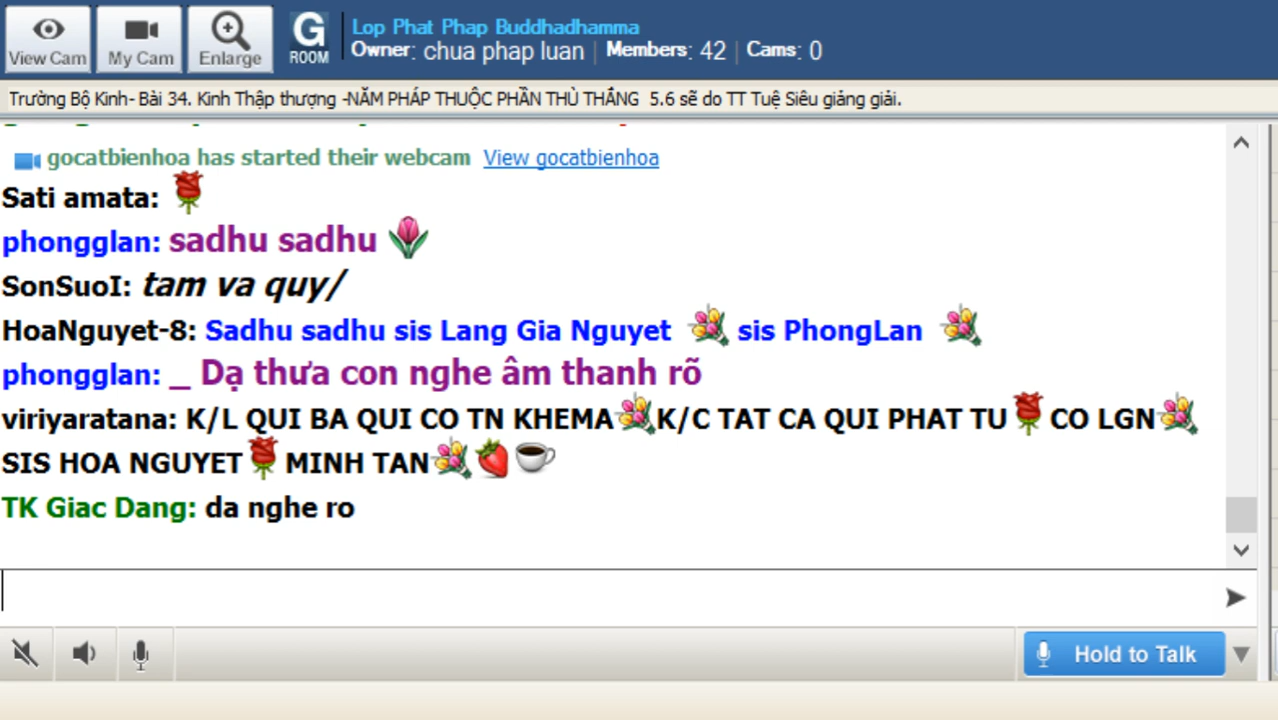 Lop Phat Phap Buddhadhamma
View Cam My Cam Enlarge G ROOM Owner: chua phap luan | Members: 42 | Cams: 0
Trường Bộ Kinh- Bài 34. Kinh Thập thượng -NĂM PHÁP THUỘC PHẦN THÙ THẮNG 5.6 sẽ do TT Tuệ Siêu giảng giải.
gocatbienhoa has started their webcam View gocatbienhoa
Sati amata:
phongglan: sadhu sadhu
SonSuoI: tam va quy/
HoaNguyet-8: Sadhu sadhu sis Lang Gia Nguyet sis PhongLan
phongglan: _ Dạ thưa con nghe âm thanh rõ
viriyaratana: K/L QUI BA QUI CO TN KHEMA K/C TAT CA QUI PHAT TU CO LGN
SIS HOA NGUYET MINH TAN
TK Giac Dang: da nghe ro
Hold to Talk